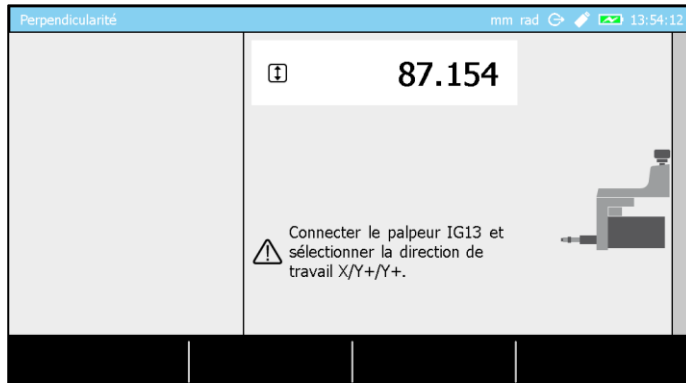 Perpendicularité mm rad 13:54:12
87.154
Connecter le palpeur IG13 et
sélectionner la direction de
travail X/Y+/Y+.